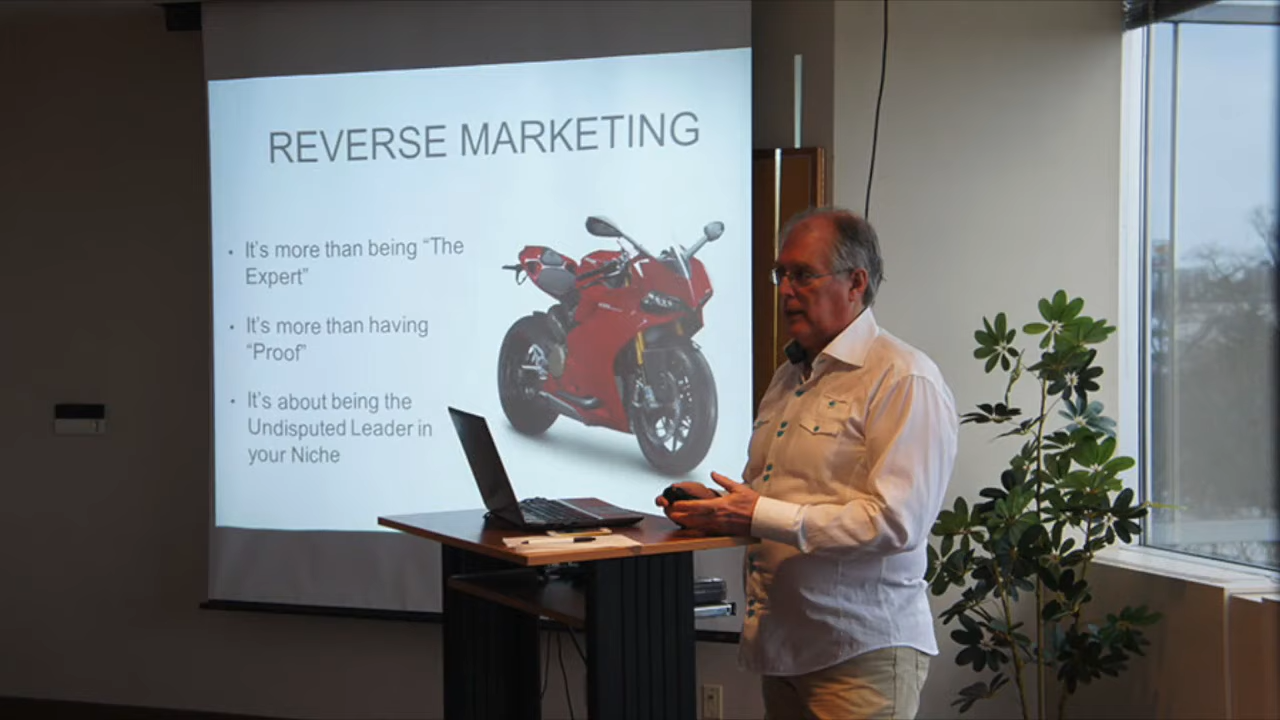 REVERSE MARKETING
• It's more than being “The
Expert”
• It's more than having
“Proof”
• It's about being the
Undisputed Leader in
your Niche